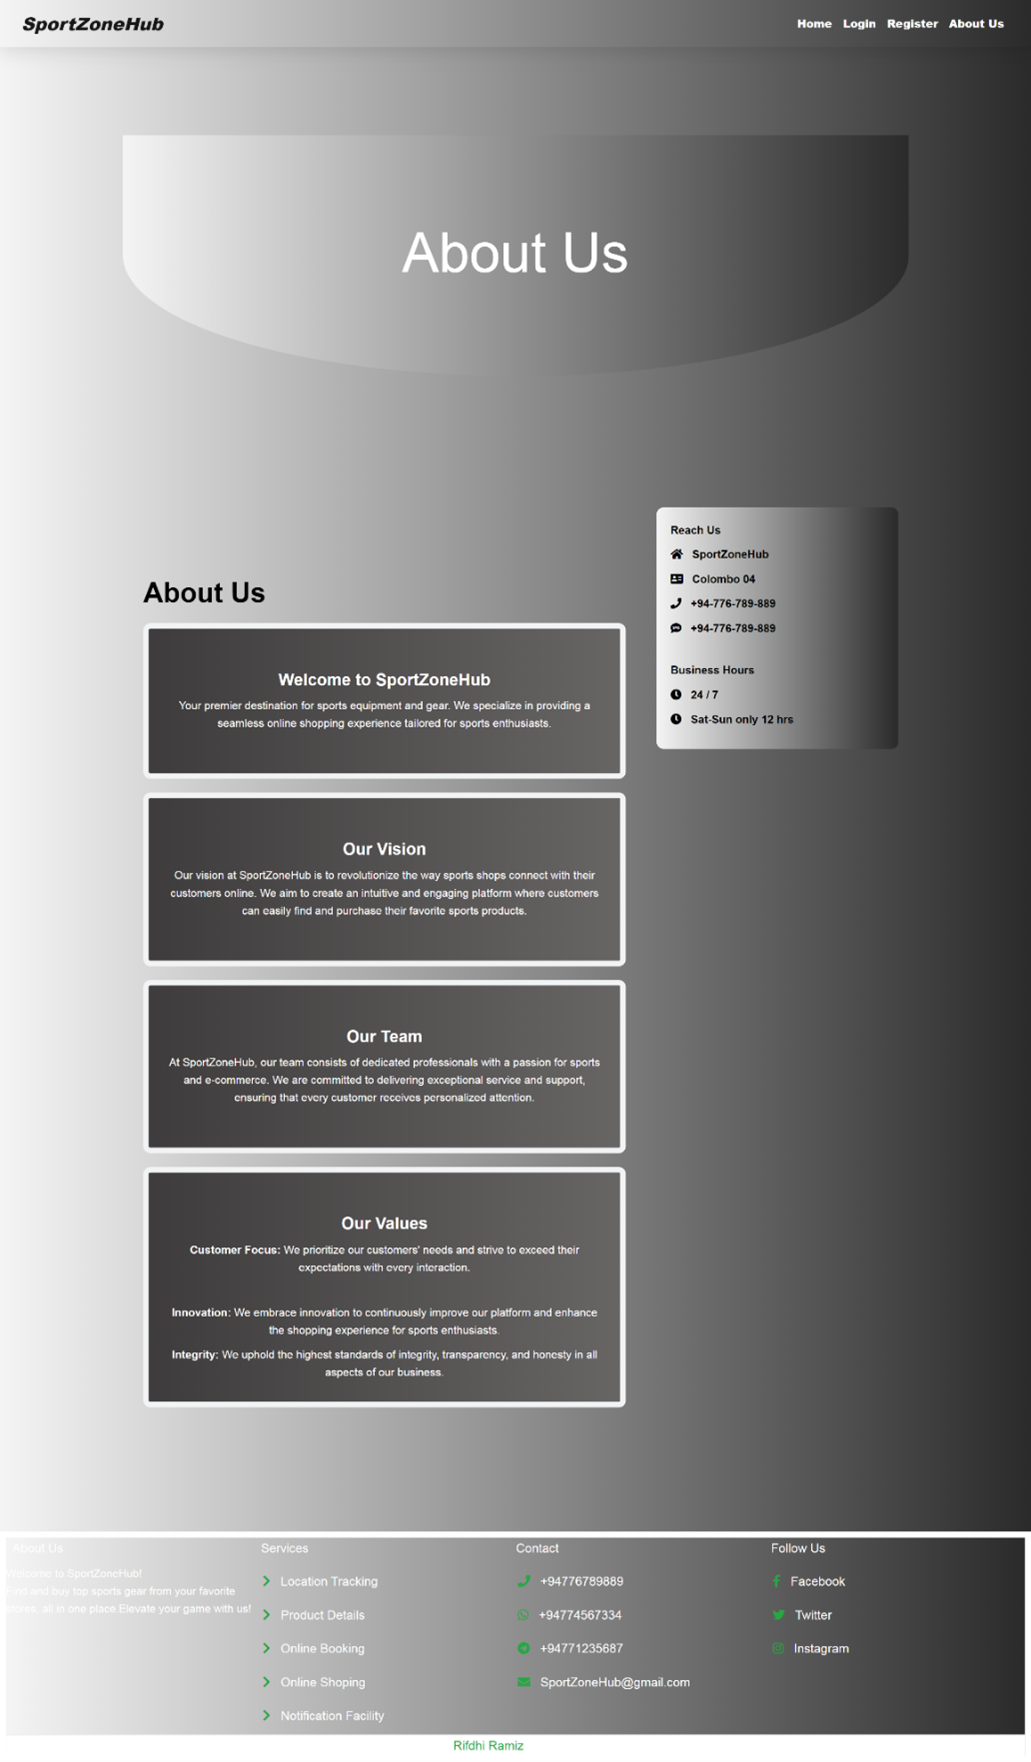 SportZoneHub
Home Login Register About Us
About Us
About Us
Welcome to SportZoneHub
Your premier destination for sports equipment and gear. We specialize in providing a
seamless online shopping experience tailored for sports enthusiasts.
Our Vision
Our vision at SportZoneHub is to revolutionize the way sports shops connect with their
customers online. We aim to create an intuitive and engaging platform where customers
can easily find and purchase their favorite sports products.
Our Team
At SportZoneHub, our team consists of dedicated professionals with a passion for sports
and e-commerce. We are committed to delivering exceptional service and support,
ensuring that every customer receives personalized attention.
Our Values
Customer Focus: We prioritize our customers' needs and strive to exceed their
expectations with every interaction.
Innovation: We embrace innovation to continuously improve our platform and enhance
the shopping experience for sports enthusiasts.
Integrity: We uphold the highest standards of integrity, transparency, and honesty in all
aspects of our business.
Reach Us
SportZoneHub
Colombo 04
+94-776-789-889
+94-776-789-889
Business Hours
24 / 7
Sat-Sun only 12 hrs
About Us
Welcome to SportZoneHub!
Find and buy top sports gear from your favorite
stores, all in one place.Elevate your game with us!
Services
Location Tracking
Product Details
Online Booking
Online Shoping
Notification Facility
Contact
+94776789889
+94774567334
+94771235687
SportZoneHub@gmail.com
Follow Us
Facebook
Twitter
Instagram
Rifdhi Ramiz